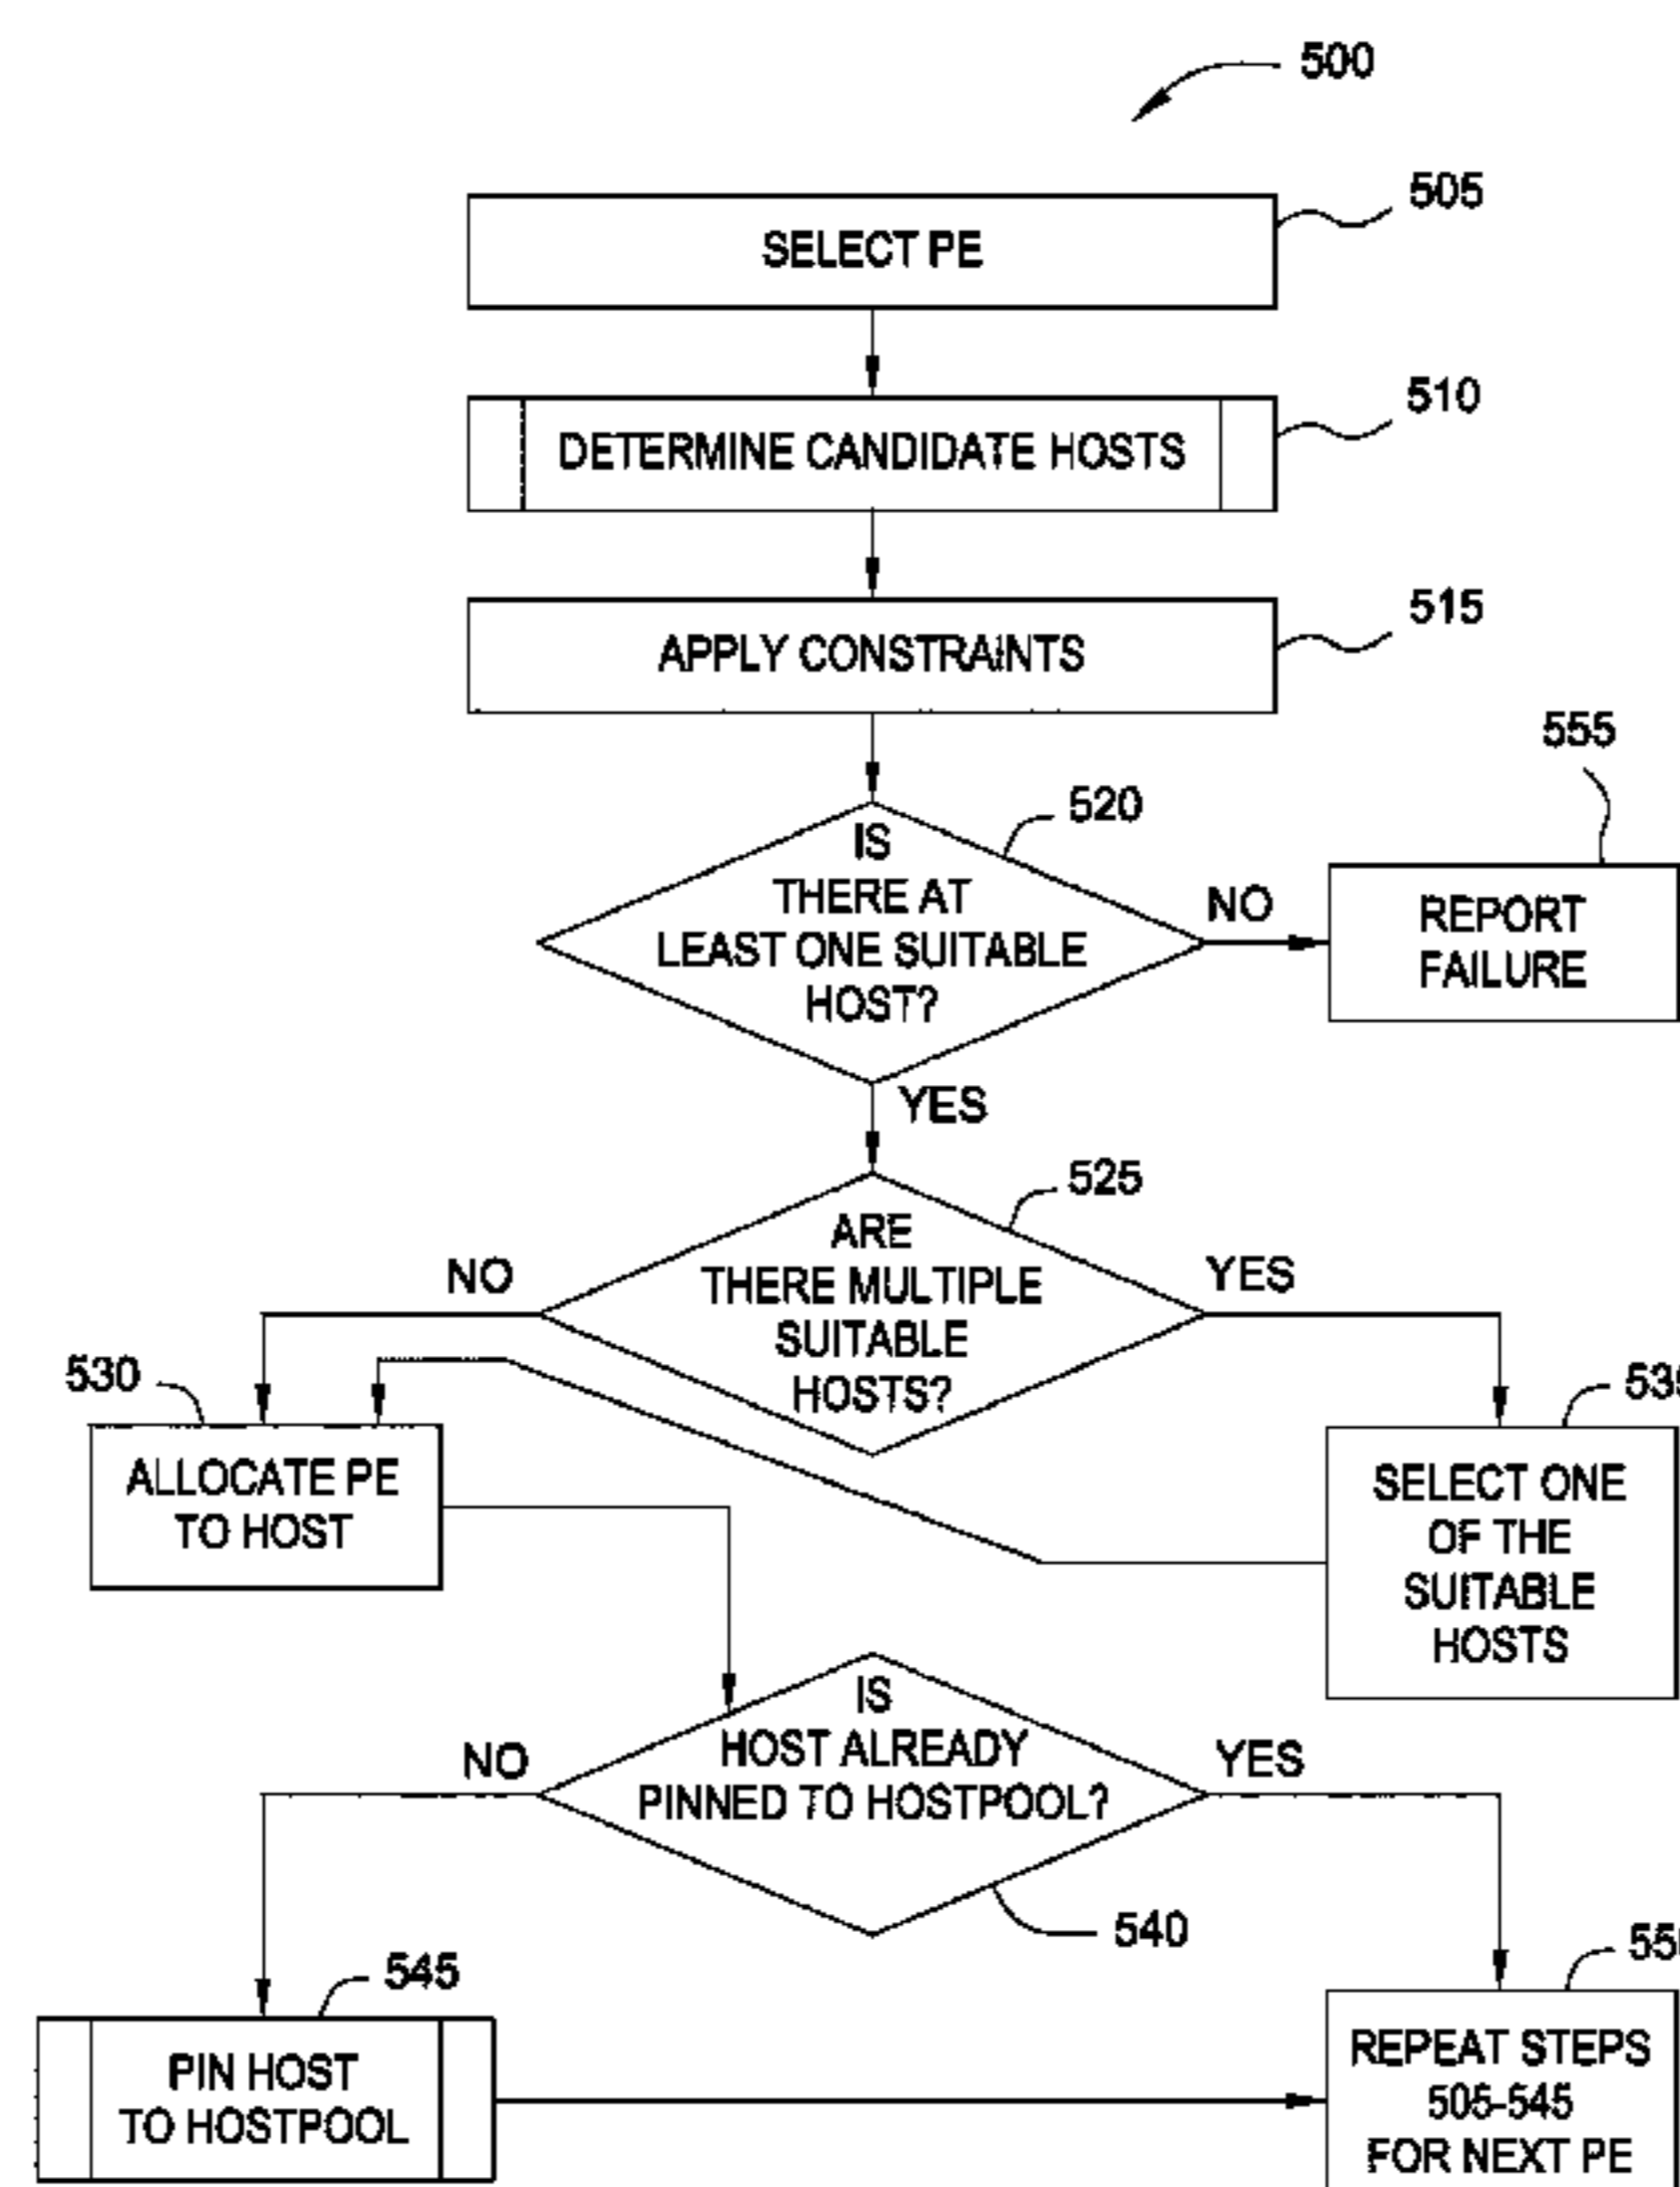 500
505
SELECT PE
510
DETERMINE CANDIDATE HOSTS
515
APPLY CONSTRAINTS
555
520
IS
THERE AT
LEAST ONE SUITABLE
HOST?
NO
REPORT
FAILURE
YES
525
ARE
THERE MULTIPLE
SUITABLE
HOSTS?
NO
YES
530
ALLOCATE PE
TO HOST
SELECT ONE
OF THE
SUITABLE
HOSTS
IS
HOST ALREADY
PINNED TO HOSTPOOL?
NO
YES
540
545
PIN HOST
TO HOSTPOOL
REPEAT STEPS
505-545
FOR NEXT PE